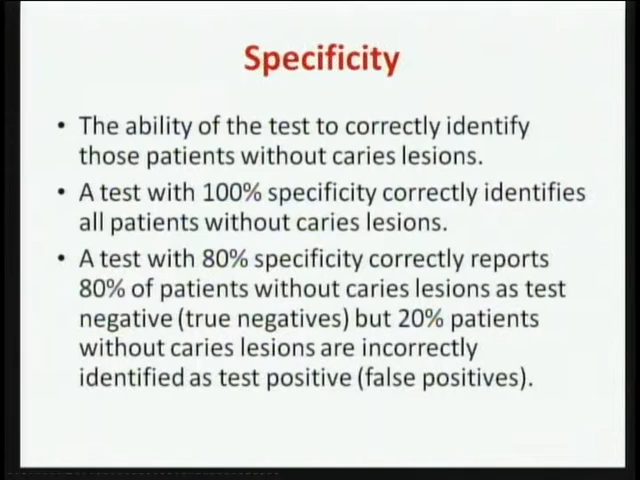 Specificity
• The ability of the test to correctly identify
those patients without caries lesions.
• A test with 100% specificity correctly identifies
all patients without caries lesions.
• A test with 80% specificity correctly reports
80% of patients without caries lesions as test
negative (true negatives) but 20% patients
without caries lesions are incorrectly
identified as test positive (false positives).